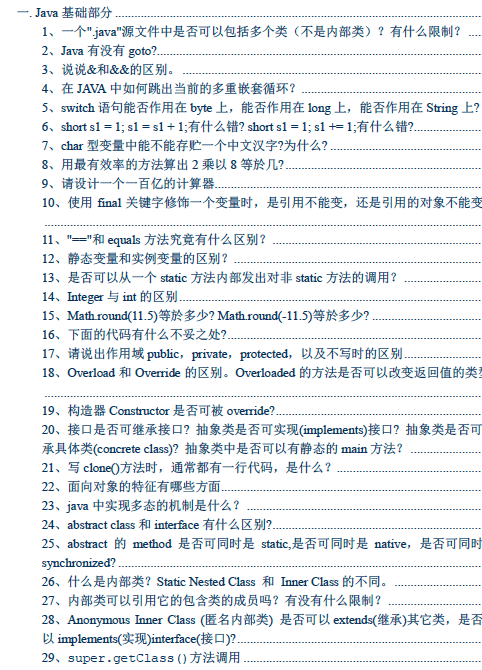 一. Java 基础部分
1、一个".java"源文件中是否可以包括多个类（不是内部类）？有什么限制？
2、Java 有没有 goto?
3、说说&和&&的区别。
4、在 JAVA 中如何跳出当前的多重嵌套循环？
5、switch 语句能否作用在 byte 上，能否作用在 long 上，能否作用在 String 上?
6、short s1 = 1; s1 = s1 + 1;有什么错? short s1 = 1; s1 += 1;有什么错?
7、char 型变量中能不能存贮一个中文汉字?为什么?
8、用最有效率的方法算出 2 乘以 8 等於几?
9、请设计一个一百亿的计算器
10、使用 final 关键字修饰一个变量时，是引用不能变，还是引用的对象不能变
11、"=="和 equals 方法究竟有什么区别？
12、静态变量和实例变量的区别？
13、是否可以从一个 static 方法内部发出对非 static 方法的调用？
14、Integer 与 int 的区别
15、Math.round(11.5)等於多少? Math.round(-11.5)等於多少?
16、下面的代码有什么不妥之处?
17、请说出作用域 public，private，protected，以及不写时的区别
18、Overload 和 Override 的区别。Overloaded 的方法是否可以改变返回值的类型
19、构造器 Constructor 是否可被 override?
20、接口是否可继承接口? 抽象类是否可实现(implements)接口? 抽象类是否可
承具体类(concrete class)? 抽象类中是否可以有静态的 main 方法？
21、写 clone()方法时，通常都有一行代码，是什么？
22、面向对象的特征有哪些方面
23、java 中实现多态的机制是什么？
24、abstract class 和 interface 有什么区别?
25、abstract 的 method 是否可同时是 static,是否可同时是 native，是否可同时
synchronized?
26、什么是内部类？Static Nested Class 和 Inner Class 的不同。
27、内部类可以引用它的包含类的成员吗？有没有什么限制？
28、Anonymous Inner Class (匿名内部类) 是否可以 extends(继承)其它类，是否
以 implements(实现)interface(接口)?
29、super.getClass()方法调用